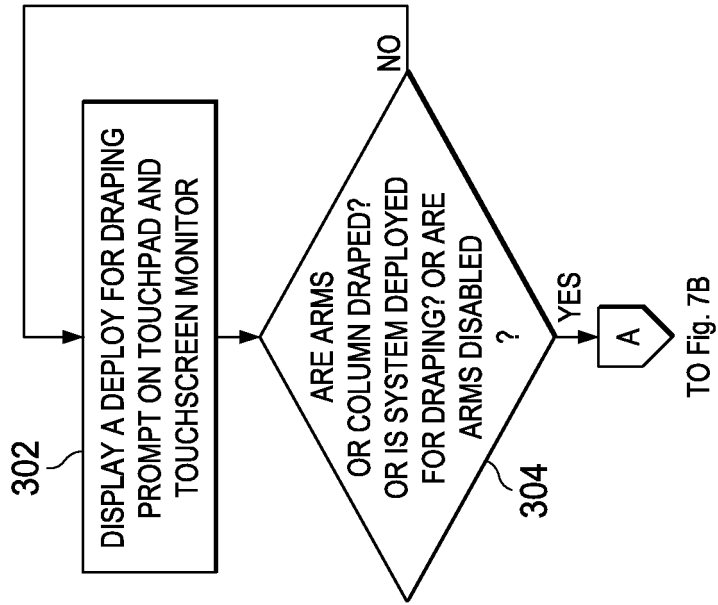 302
DISPLAY A DEPLOY FOR DRAPING
PROMPT ON TOUCHPAD AND
TOUCHSCREEN MONITOR
ARE ARMS
OR COLUMN DRAPED?
OR IS SYSTEM DEPLOYED
FOR DRAPING? OR ARE
ARMS DISABLED
?
NO
304
YES
A
TO Fig. 7B